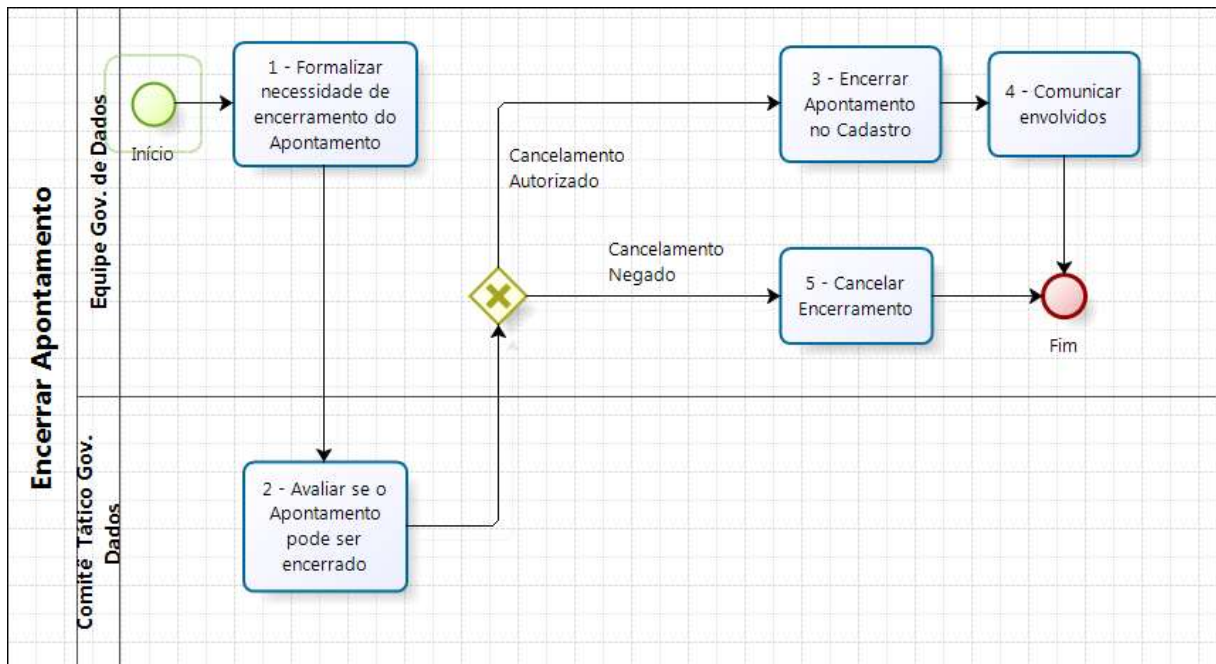 Encerrar Apontamento
Equipe Gov. de Dados
Início
1 - Formalizar
necessidade de
encerramento do
Apontamento
Cancelamento
Autorizado
3 - Encerrar
Apontamento
no Cadastro
4 - Comunicar
envolvidos
Cancelamento
Negado
5 - Cancelar
Encerramento
Fim
Comitê Tático Gov.
Dados
2 - Avaliar se o
Apontamento
pode ser
encerrado